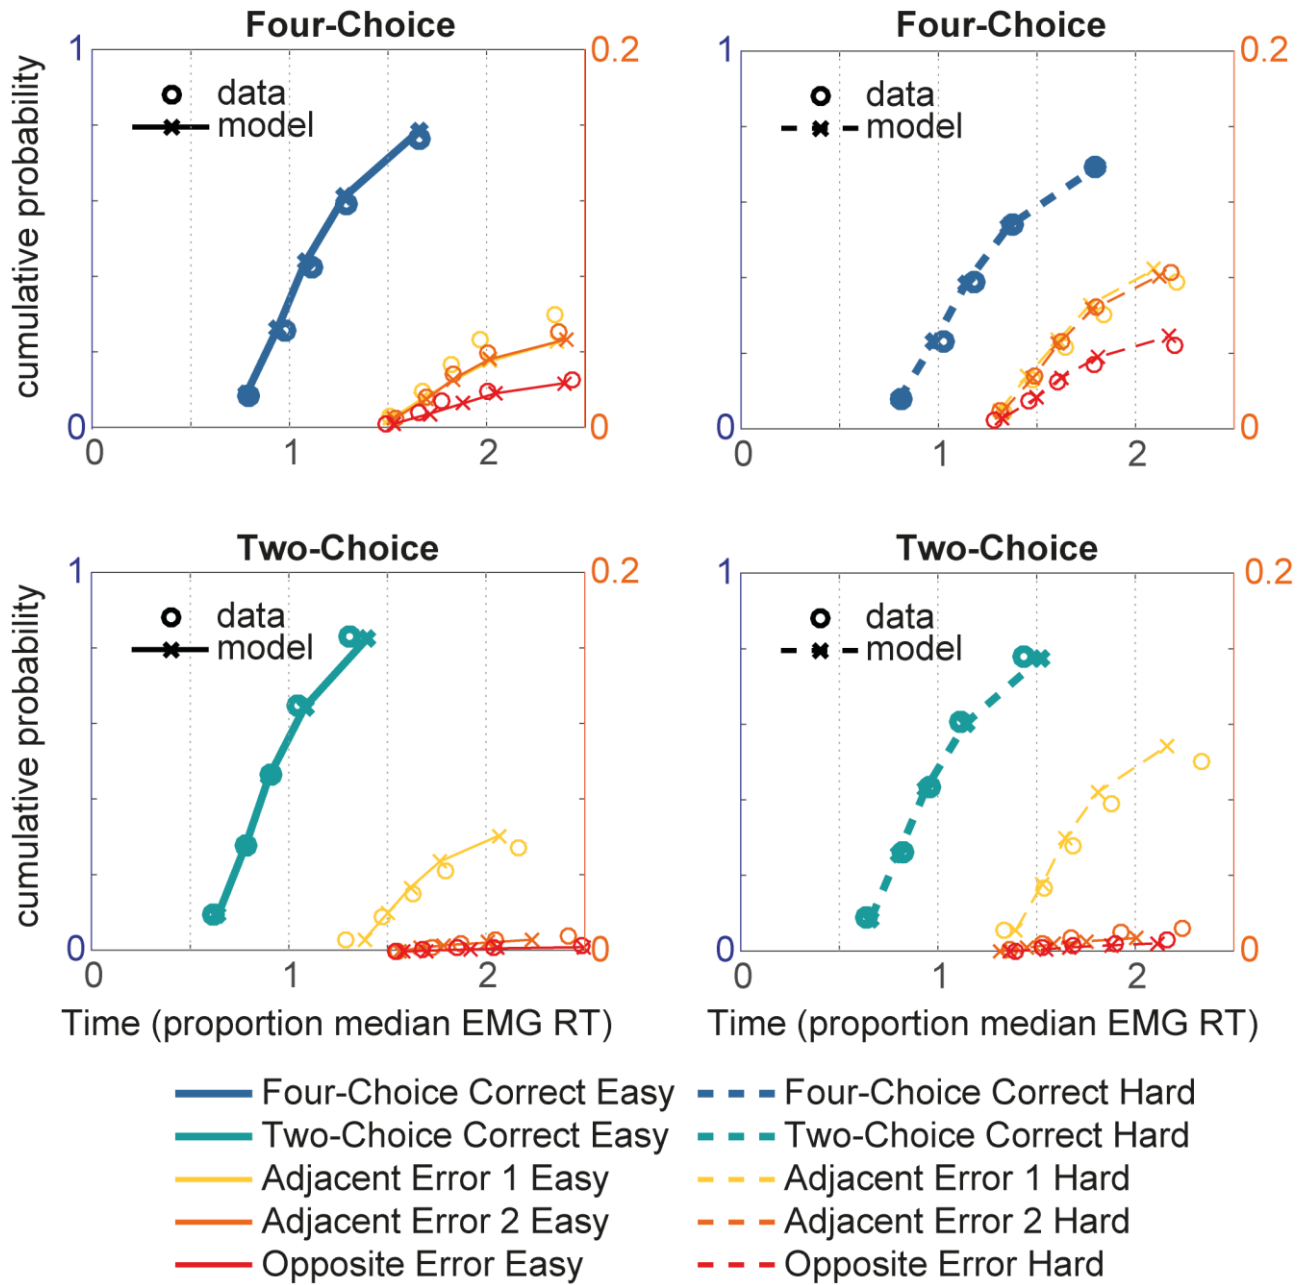 Four-Choice
Four-Choice
1
0.2
1
0.2
data
model
data
model
cumulative probability
0
0
0
0
0
1
2
0
1
2
Two-Choice
Two-Choice
1
0.2
1
0.2
data
model
data
model
cumulative probability
0
0
0
0
0
1
2
0
1
2
Time (proportion median EMG RT)
Time (proportion median EMG RT)
Four-Choice Correct Easy
Four-Choice Correct Hard
Two-Choice Correct Easy
Two-Choice Correct Hard
Adjacent Error 1 Easy
Adjacent Error 1 Hard
Adjacent Error 2 Easy
Adjacent Error 2 Hard
Opposite Error Easy
Opposite Error Hard